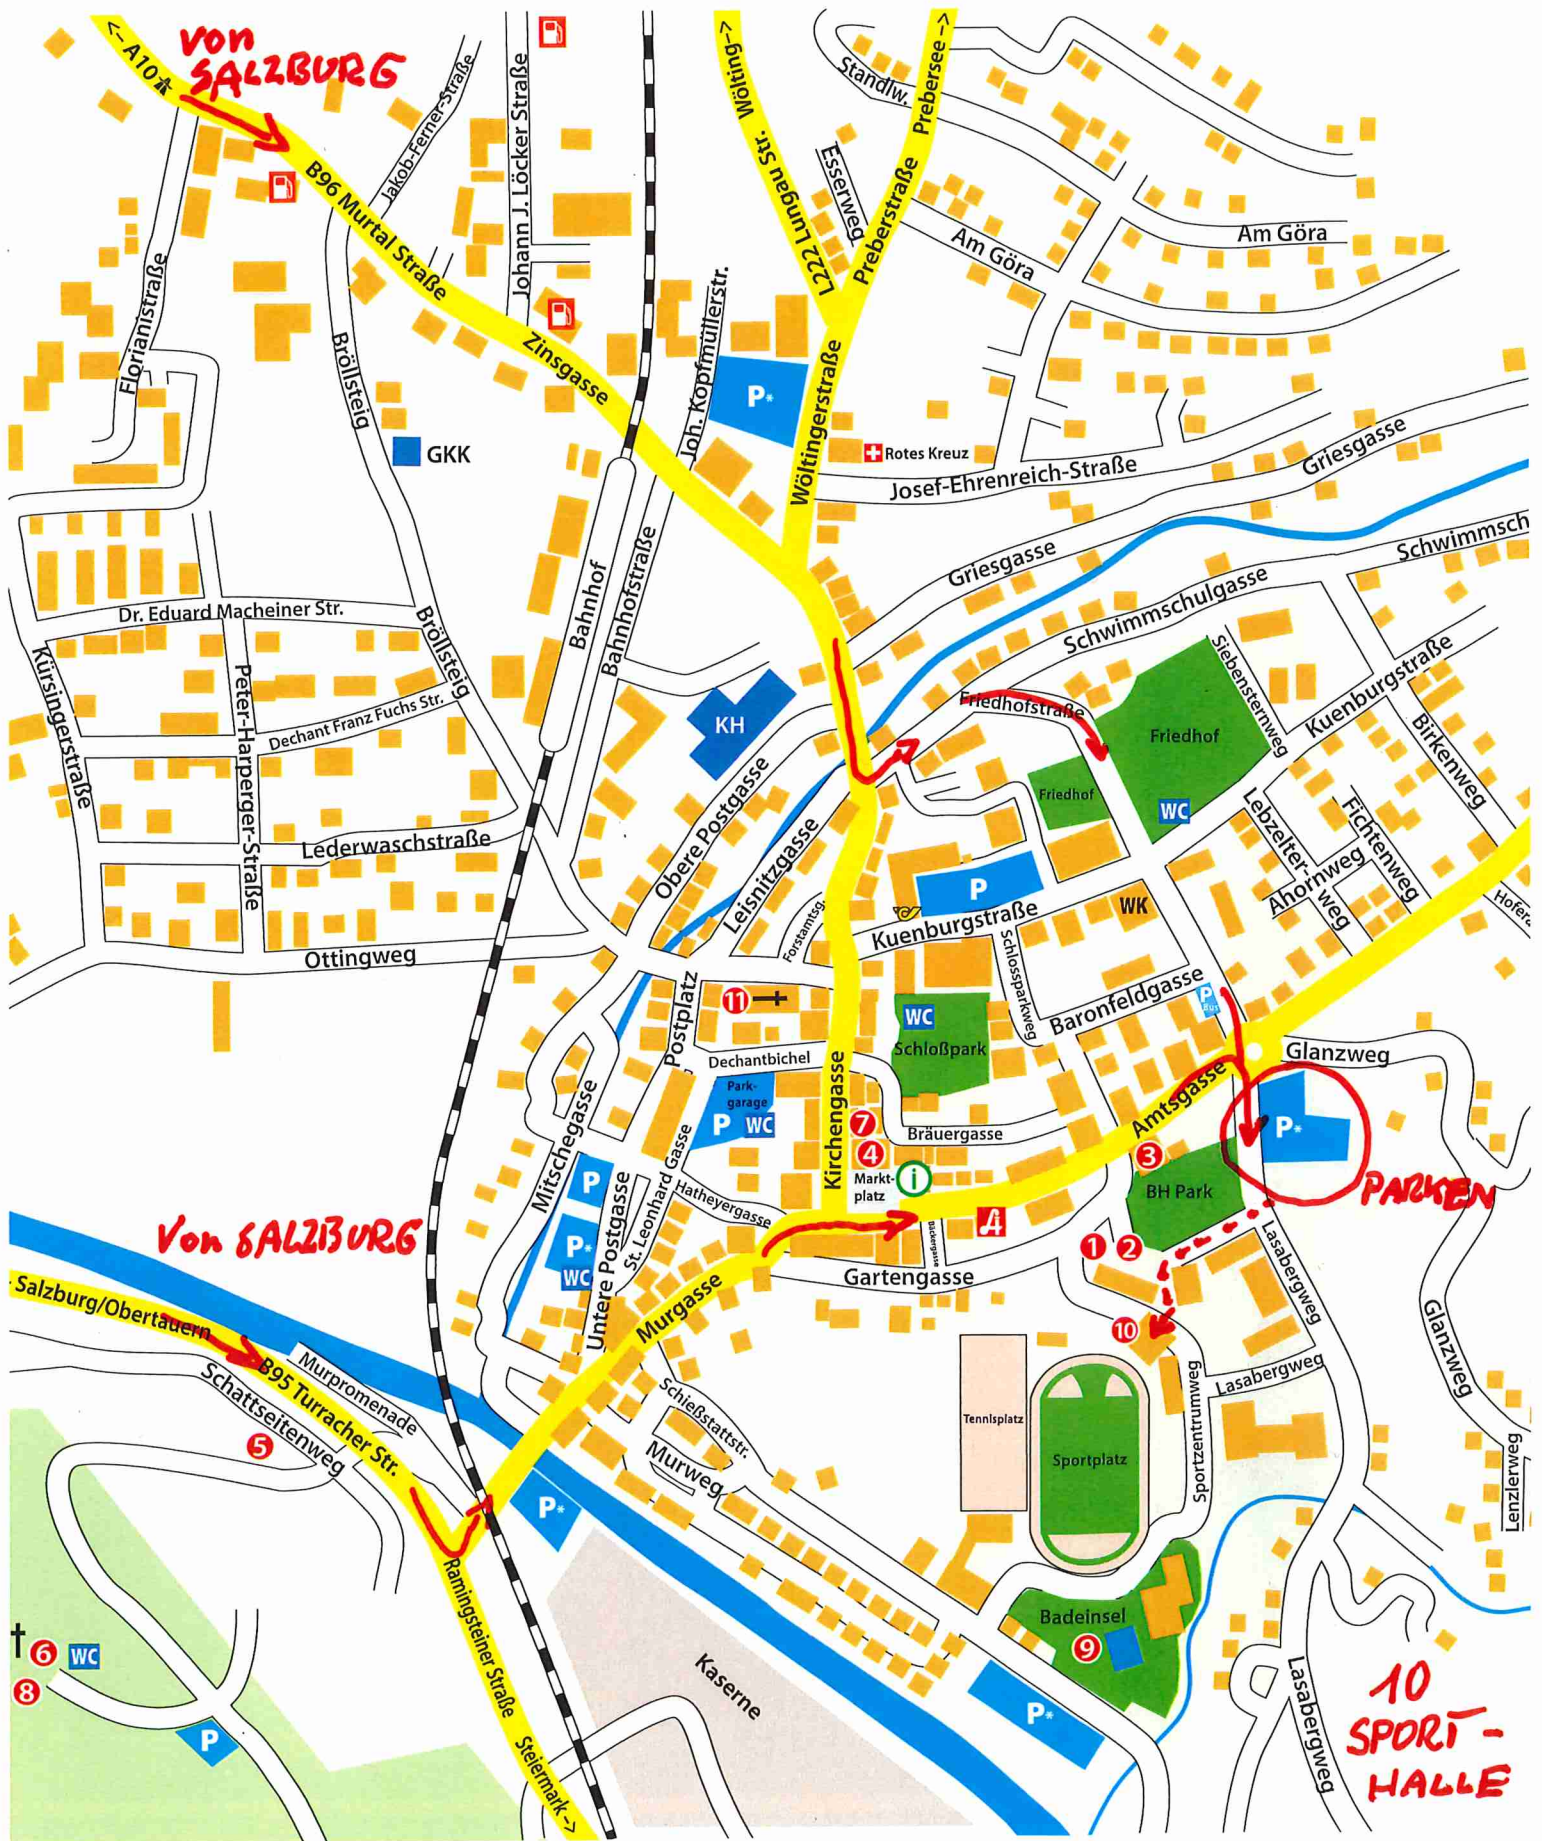 <-- A10
von
SALZBURG
Jakob-Ferner-Straße
Johann J. Löcker Straße
Wölting-->
L222 Lungau Str.
Standlw.
Prebersee -->
Preberstraße
Esserweg
Am Göra
Am Göra
B96 Murtal Straße
Florianistraße
Bröllsteig
Zinsgasse
Joh. Kopfmüllerstr.
P*
Wöltingerstraße
GKK
Rotes Kreuz
Josef-Ehrenreich-Straße
Griesgasse
Griesgasse
Schwimmsch
Schwimmschulgasse
Dr. Eduard Macheiner Str.
Bröllsteig
Bahnhof
Bahnhofstraße
Kürsingerstraße
Peter-Harperger-Straße
Dechant Franz Fuchs Str.
KH
Friedhofstraße
Siebensternweg
Kuenburgstraße
Birkenweg
Friedhof
Friedhof
WC
Lebzelter-
weg
Fichtenweg
Ahornweg
Lederwaschstraße
Obere Postgasse
Leisnitzgasse
Forstamtsg.
P
Kuenburgstraße
WK
Schlossparkweg
Hofer
Ottingweg
Postplatz
11
WC
Schloßpark
Baronfeldgasse
P
Bus
Glanzweg
Dechantbichel
Park-
garage
P WC
Kirchengasse
7
4
Markt-
platz
i
Bräuergasse
Amtsgasse
3
BH Park
P*
PARKEN
Mitschegasse
P
P*
WC
Untere Postgasse
St. Leonhard Gasse
Hatheyergasse
Bäckergasse
Gartengasse
1 2
10
Lasabergweg
Von SALZBURG
Salzburg/Obertauern
B95 Turracher Str.
Murpromenade
Schattseitenweg
5
Murgasse
Schießstattstr.
Murweg
Tennisplatz
Sportplatz
Sportzentrumweg
Lasabergweg
Glanzweg
Lenzlerweg
P*
Ramingsteiner Straße
Steiermark -->
Kaserne
Badeinsel
9
P*
6 WC
8
P
Lasabergweg
10
SPORT-
HALLE